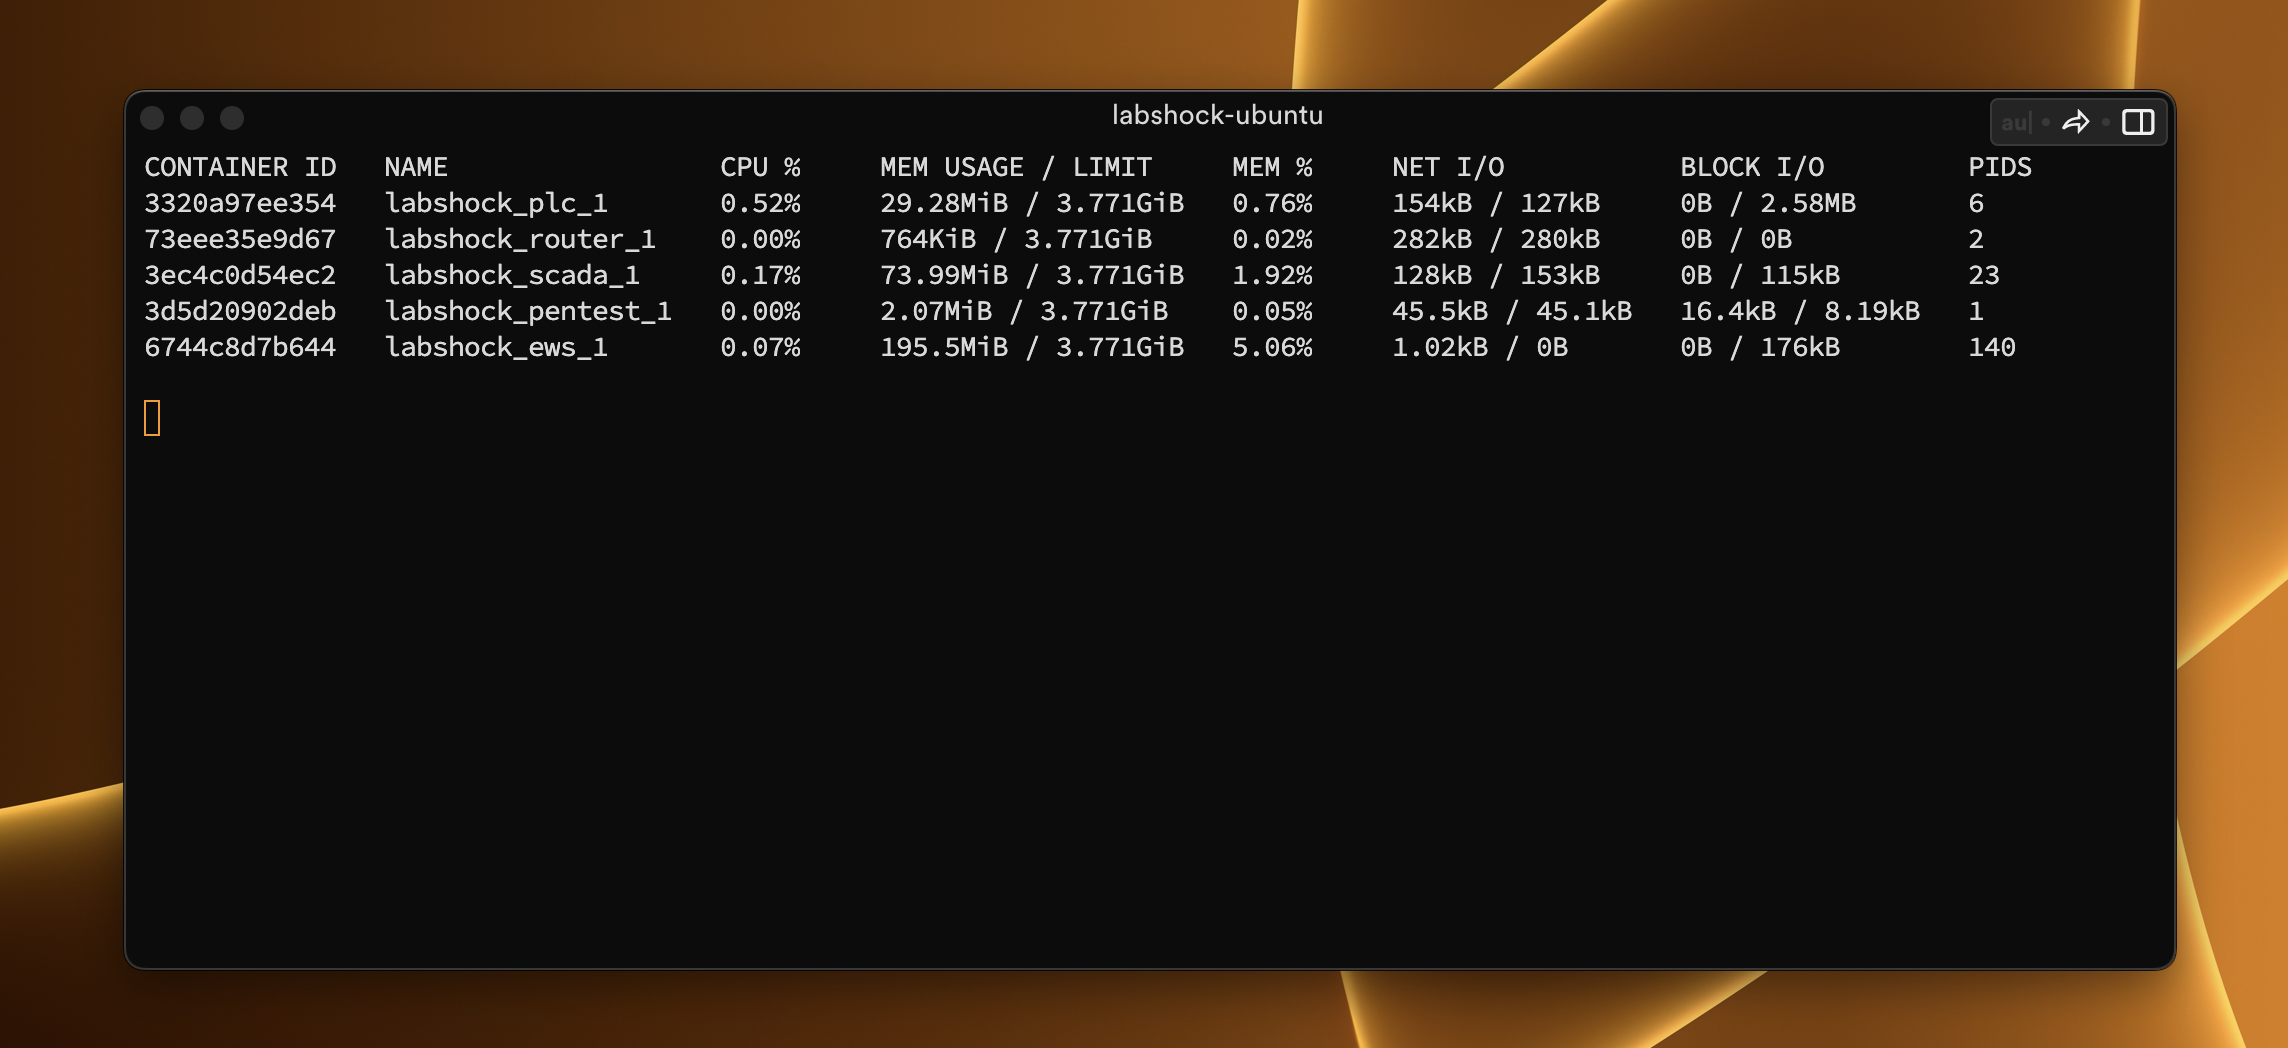 labshock-ubuntu
au
CONTAINER ID   NAME                 CPU %     MEM USAGE / LIMIT     MEM %     NET I/O           BLOCK I/O         PIDS
3320a97ee354   labshock_plc_1       0.52%     29.28MiB / 3.771GiB   0.76%     154kB / 127kB     0B / 2.58MB       6
73eee35e9d67   labshock_router_1    0.00%     764KiB / 3.771GiB     0.02%     282kB / 280kB     0B / 0B           2
3ec4c0d54ec2   labshock_scada_1     0.17%     73.99MiB / 3.771GiB   1.92%     128kB / 153kB     0B / 115kB        23
3d5d20902deb   labshock_pentest_1   0.00%     2.07MiB / 3.771GiB    0.05%     45.5kB / 45.1kB   16.4kB / 8.19kB   1
6744c8d7b644   labshock_ews_1       0.07%     195.5MiB / 3.771GiB   5.06%     1.02kB / 0B       0B / 176kB        140